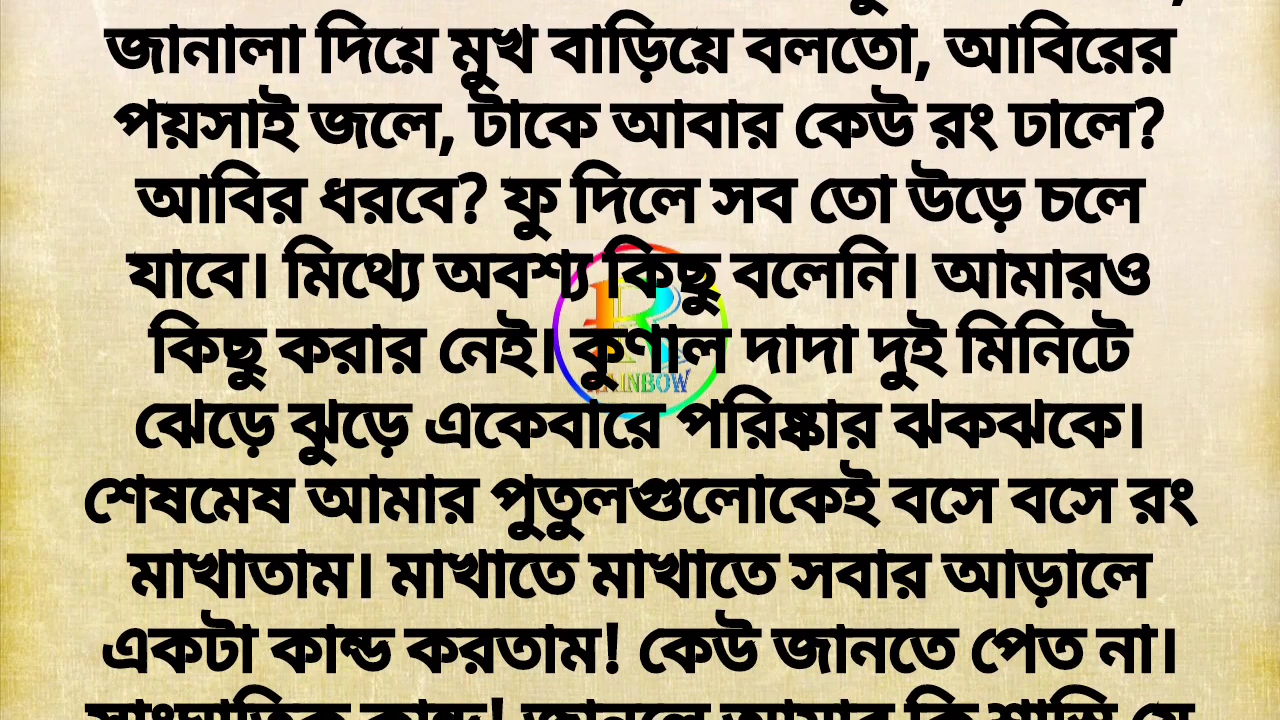 জানালা দিয়ে মুখ বাড়িয়ে বলতো, আবিরের
পয়সাই জলে, টাকে আবার কেউ রং ঢালে?
আবির ধরবে? ফু দিলে সব তো উড়ে চলে
যাবে। মিথ্যে অবশ্য কিছু বলেনি। আমারও
কিছু করার নেই। কুণাল দাদা দুই মিনিটে
RAINBOW
ঝেড়ে ঝুড়ে একেবারে পরিষ্কার ঝকঝকে।
শেষমেষ আমার পুতুলগুলোকেই বসে বসে রং
মাখাতাম। মাখাতে মাখাতে সবার আড়ালে
একটা কান্ড করতাম! কেউ জানতে পেত না।